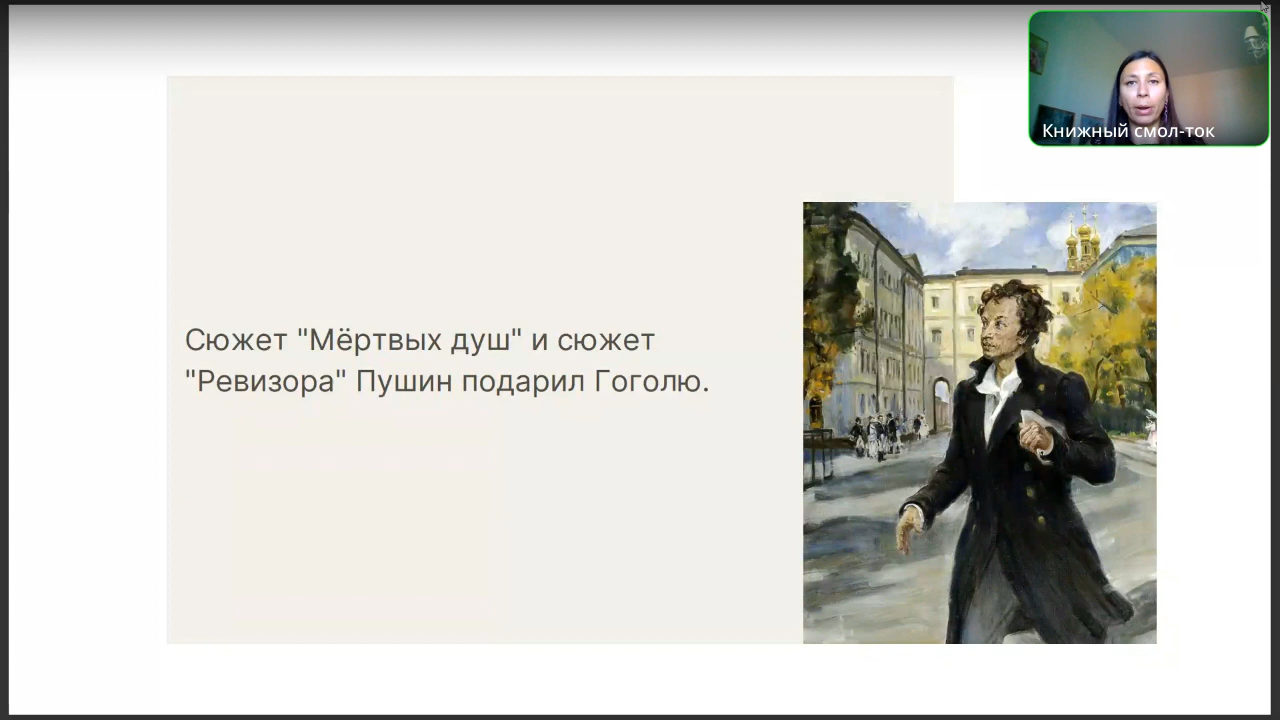 Книжный смол-ток
Сюжет "Мёртвых душ" и сюжет
"Ревизора" Пушин подарил Гоголю.